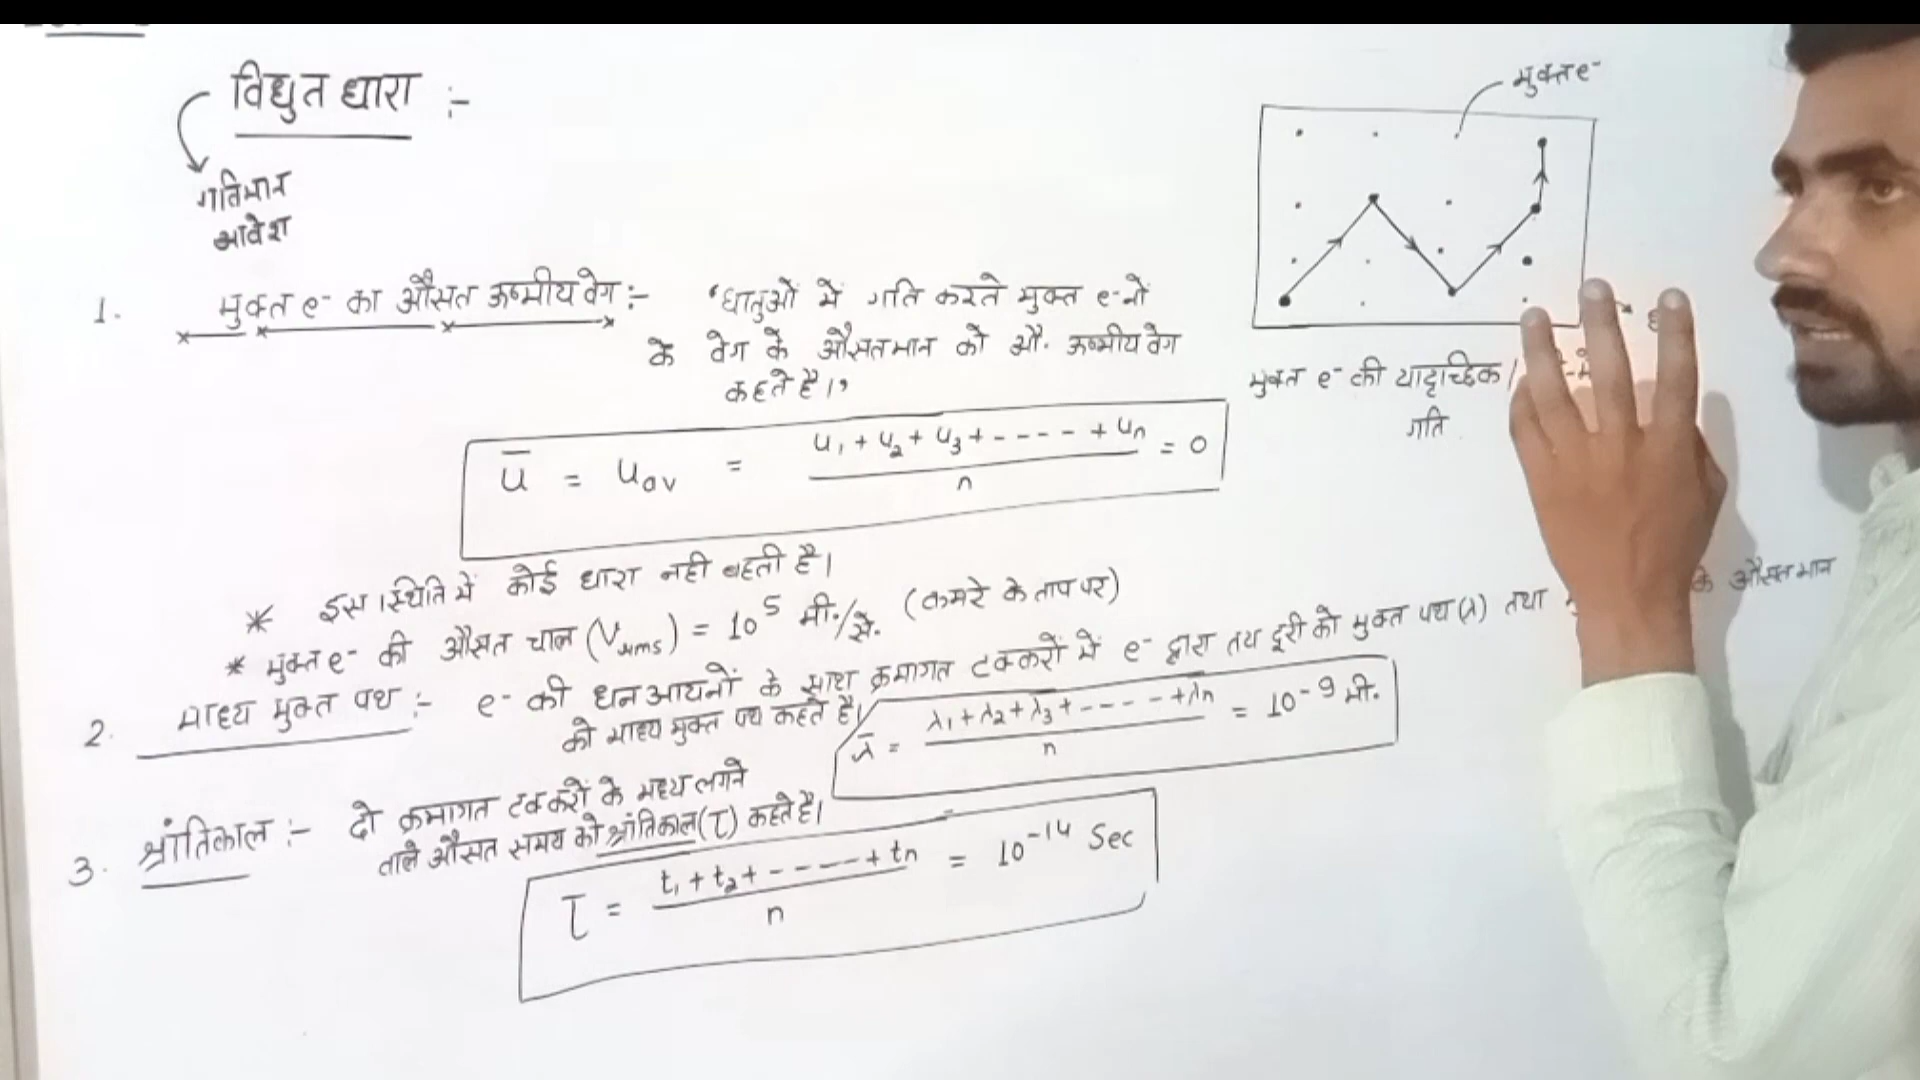 विद्युत धारा :-
गतिमान
आवेश
मुक्त e-
मुक्त e- की यादृच्छिक /
गति
1. मुक्त e- का औसत ऊष्मीय वेग :- "धातुओं में गति करते मुक्त e-नों
के वेग के औसतमान को औ. ऊष्मीय वेग
कहते है।"
u̅ = uav = u₁ + u₂ + u₃ + ---- + un / n = 0
* इस स्थिति में कोई धारा नही बहती है।
* मुक्त e- की औसत चाल (Vrms) = 10⁵ मी./से. (कमरे के ताप पर)
2. माध्य मुक्त पथ :- e- की धन आयनों के साथ क्रमागत टक्करों में e- द्वारा तय दूरी को मुक्त पथ (λ) तथा के औसतमान
को माध्य मुक्त पथ कहते है।
λ̅ = λ₁ + λ₂ + λ₃ + ---- + λn / n = 10⁻⁹ मी.
3. श्रांतिकाल :- दो क्रमागत टक्करों के मध्य लगने
वाले औसत समय को श्रांतिकाल (τ) कहते है।
τ = t₁ + t₂ + ---- + tn / n = 10⁻¹⁴ Sec